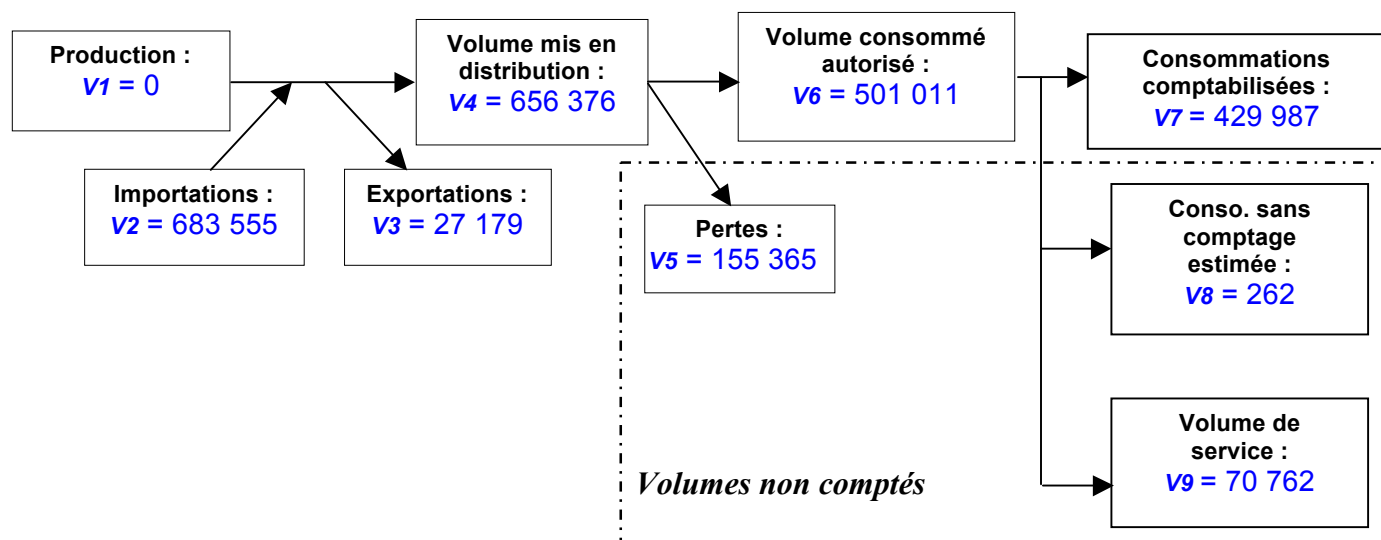 Production :
V1 = 0
Volume mis en
distribution :
V4 = 656 376
Volume consommé
autorisé :
V6 = 501 011
Consommations
comptabilisées :
V7 = 429 987
Importations :
V2 = 683 555
Exportations :
V3 = 27 179
Pertes :
V5 = 155 365
Conso. sans
comptage
estimée :
V8 = 262
Volume de
service :
V9 = 70 762
Volumes non comptés